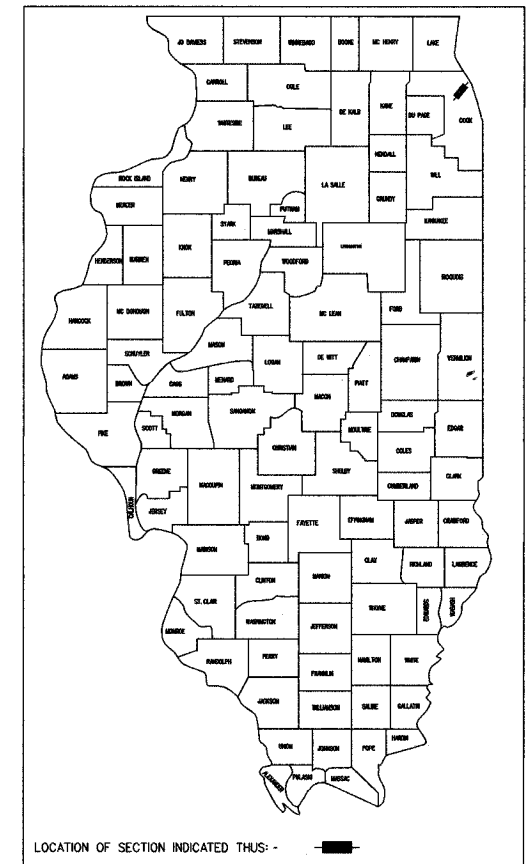 JO DAVIESS STEVENSON WINNEBAGO BOONE MC HENRY LAKE
CARROLL OGLE DE KALB KANE DU PAGE COOK
WHITESIDE LEE
KENDALL WILL
ROCK ISLAND HENRY BUREAU LA SALLE GRUNDY
MERCER PUTNAM KANKAKEE
STARK MARSHALL
HENDERSON WARREN KNOX PEORIA WOODFORD LIVINGSTON IROQUOIS
HANCOCK MC DONOUGH FULTON TAZEWELL MC LEAN FORD
MASON
SCHUYLER LOGAN DE WITT CHAMPAIGN VERMILION
ADAMS BROWN CASS MENARD MACON PIATT
MORGAN SANGAMON DOUGLAS
PIKE SCOTT CHRISTIAN MOULTRIE COLES EDGAR
GREENE MACOUPIN MONTGOMERY SHELBY CUMBERLAND CLARK
CALHOUN JERSEY
FAYETTE EFFINGHAM JASPER CRAWFORD
MADISON BOND
CLAY RICHLAND LAWRENCE
CLINTON MARION
ST. CLAIR WAYNE
WASHINGTON JEFFERSON
MONROE
RANDOLPH PERRY HAMILTON WHITE
FRANKLIN
JACKSON WILLIAMSON SALINE GALLATIN
UNION JOHNSON POPE HARDIN
ALEXANDER PULASKI MASSAC
LOCATION OF SECTION INDICATED THUS: -